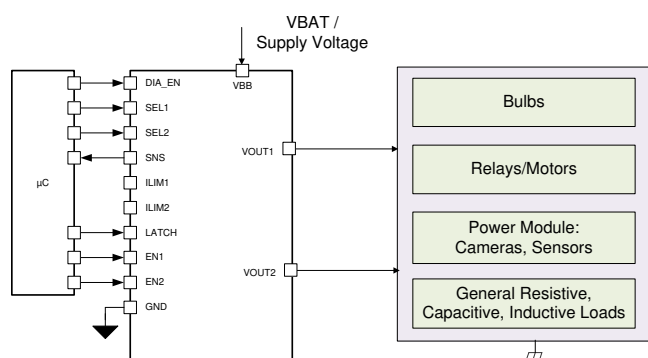 VBAT /
Supply Voltage
VBB
µC
DIA_EN
SEL1
SEL2
SNS
ILIM1
ILIM2
LATCH
EN1
EN2
GND
VOUT1
VOUT2
Bulbs
Relays/Motors
Power Module:
Cameras, Sensors
General Resistive,
Capacitive, Inductive Loads